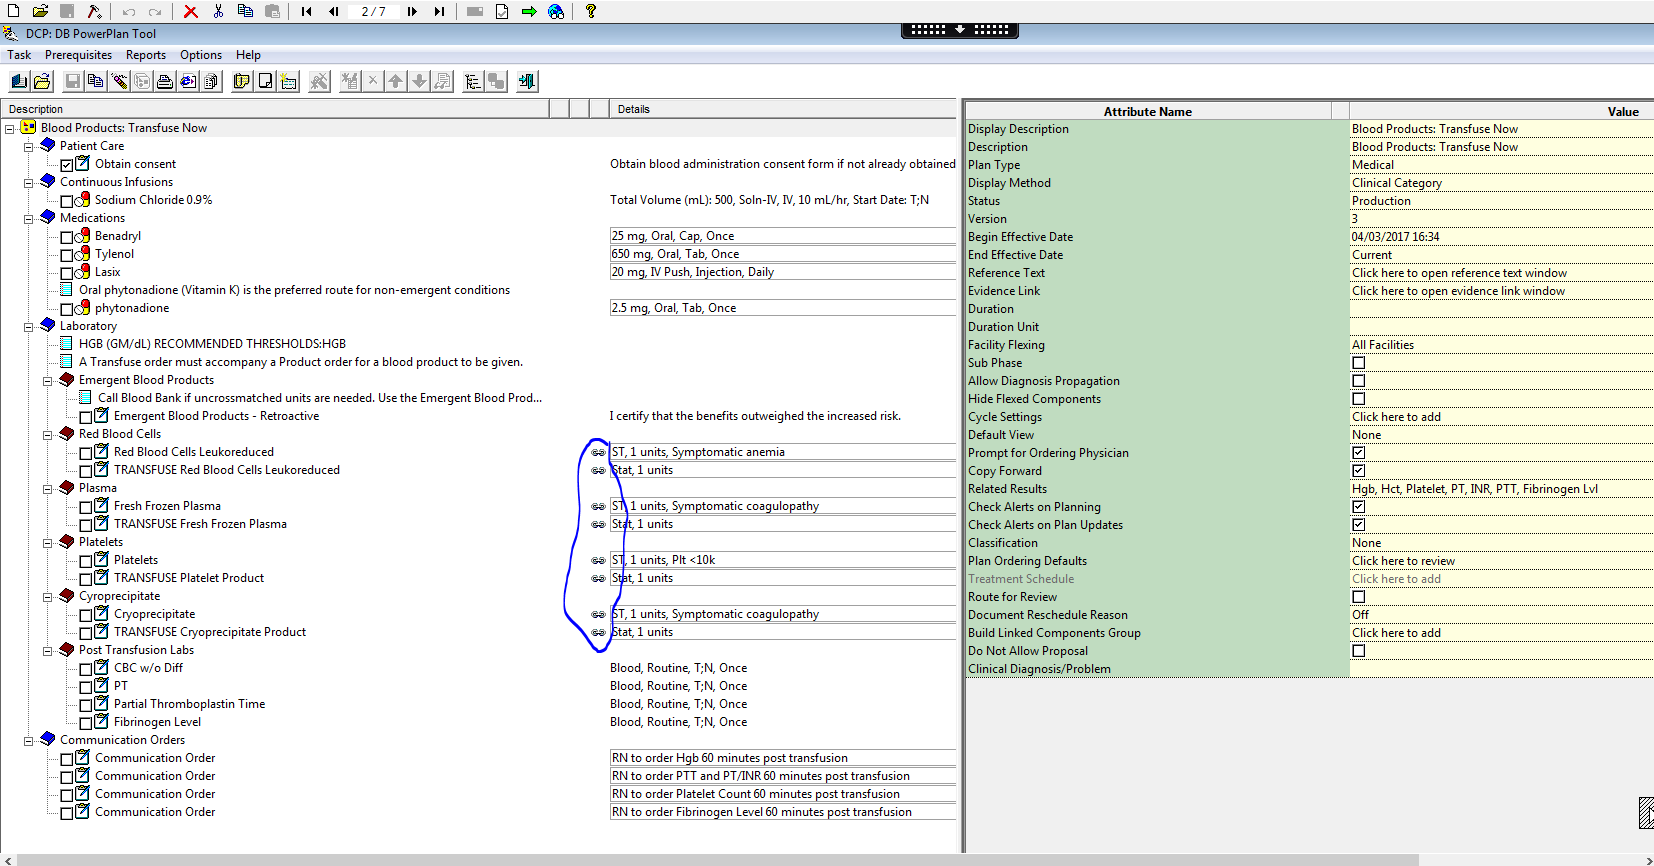 2 / 7
DCP: DB PowerPlan Tool
Task Prerequisites Reports Options Help
Description Details
Blood Products: Transfuse Now
Patient Care
Obtain consent Obtain blood administration consent form if not already obtained
Continuous Infusions
Sodium Chloride 0.9% Total Volume (mL): 500, Soln-IV, IV, 10 mL/hr, Start Date: T;N
Medications
Benadryl 25 mg, Oral, Cap, Once
Tylenol 650 mg, Oral, Tab, Once
Lasix 20 mg, IV Push, Injection, Daily
Oral phytonadione (Vitamin K) is the preferred route for non-emergent conditions
phytonadione 2.5 mg, Oral, Tab, Once
Laboratory
HGB (GM/dL) RECOMMENDED THRESHOLDS:HGB
A Transfuse order must accompany a Product order for a blood product to be given.
Emergent Blood Products
Call Blood Bank if uncrossmatched units are needed. Use the Emergent Blood Prod...
Emergent Blood Products - Retroactive I certify that the benefits outweighed the increased risk.
Red Blood Cells
Red Blood Cells Leukoreduced ST, 1 units, Symptomatic anemia
TRANSFUSE Red Blood Cells Leukoreduced Stat, 1 units
Plasma
Fresh Frozen Plasma ST, 1 units, Symptomatic coagulopathy
TRANSFUSE Fresh Frozen Plasma Stat, 1 units
Platelets
Platelets ST, 1 units, Plt <10k
TRANSFUSE Platelet Product Stat, 1 units
Cyroprecipitate
Cryoprecipitate ST, 1 units, Symptomatic coagulopathy
TRANSFUSE Cryoprecipitate Product Stat, 1 units
Post Transfusion Labs
CBC w/o Diff Blood, Routine, T;N, Once
PT Blood, Routine, T;N, Once
Partial Thromboplastin Time Blood, Routine, T;N, Once
Fibrinogen Level Blood, Routine, T;N, Once
Communication Orders
Communication Order RN to order Hgb 60 minutes post transfusion
Communication Order RN to order PTT and PT/INR 60 minutes post transfusion
Communication Order RN to order Platelet Count 60 minutes post transfusion
Communication Order RN to order Fibrinogen Level 60 minutes post transfusion
Attribute Name Value
Display Description Blood Products: Transfuse Now
Description Blood Products: Transfuse Now
Plan Type Medical
Display Method Clinical Category
Status Production
Version 3
Begin Effective Date 04/03/2017 16:34
End Effective Date Current
Reference Text Click here to open reference text window
Evidence Link Click here to open evidence link window
Duration
Duration Unit
Facility Flexing All Facilities
Sub Phase
Allow Diagnosis Propagation
Hide Flexed Components
Cycle Settings Click here to add
Default View None
Prompt for Ordering Physician
Copy Forward
Related Results Hgb, Hct, Platelet, PT, INR, PTT, Fibrinogen Lvl
Check Alerts on Planning
Check Alerts on Plan Updates
Classification None
Plan Ordering Defaults Click here to review
Treatment Schedule Click here to add
Route for Review
Document Reschedule Reason Off
Build Linked Components Group Click here to add
Do Not Allow Proposal
Clinical Diagnosis/Problem